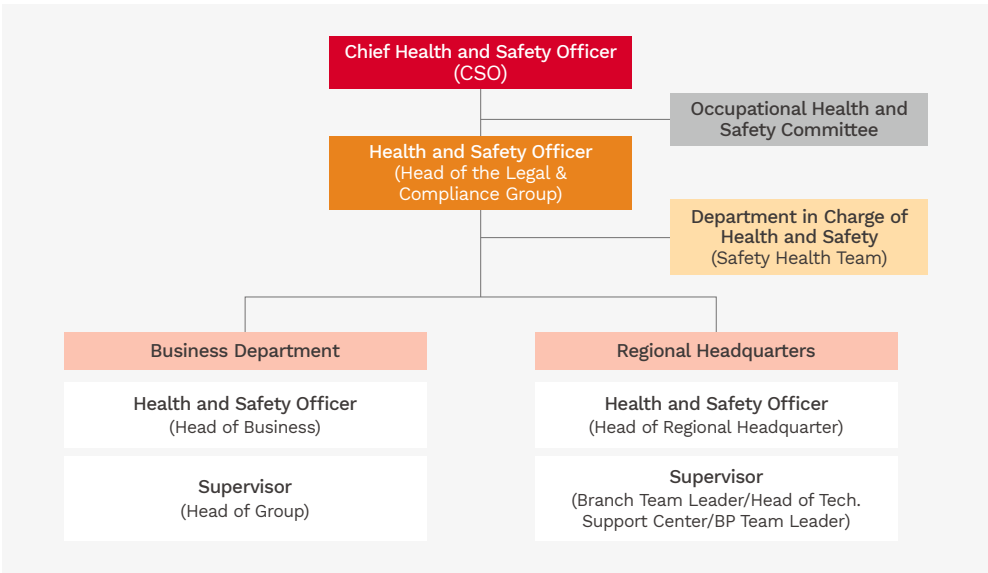 Chief Health and Safety Officer
(CSO)
Occupational Health and
Safety Committee
Health and Safety Officer
(Head of the Legal &
Compliance Group)
Department in Charge of
Health and Safety
(Safety Health Team)
Business Department
Health and Safety Officer
(Head of Business)
Supervisor
(Head of Group)
Regional Headquarters
Health and Safety Officer
(Head of Regional Headquarter)
Supervisor
(Branch Team Leader/Head of Tech.
Support Center/BP Team Leader)